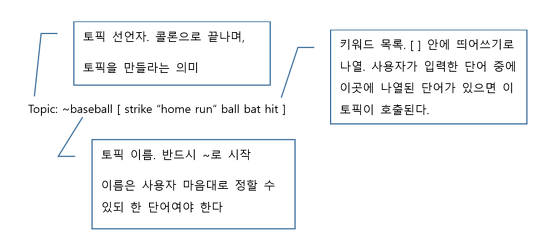 토픽 선언자. 콜론으로 끝나며,
토픽을 만들라는 의미
키워드 목록. [ ] 안에 띄어쓰기로
나열. 사용자가 입력한 단어 중에
이곳에 나열된 단어가 있으면 이
토픽이 호출된다.
Topic: ~baseball [ strike “home run” ball bat hit ]
토픽 이름. 반드시 ~로 시작
이름은 사용자 마음대로 정할 수
있되 한 단어여야 한다